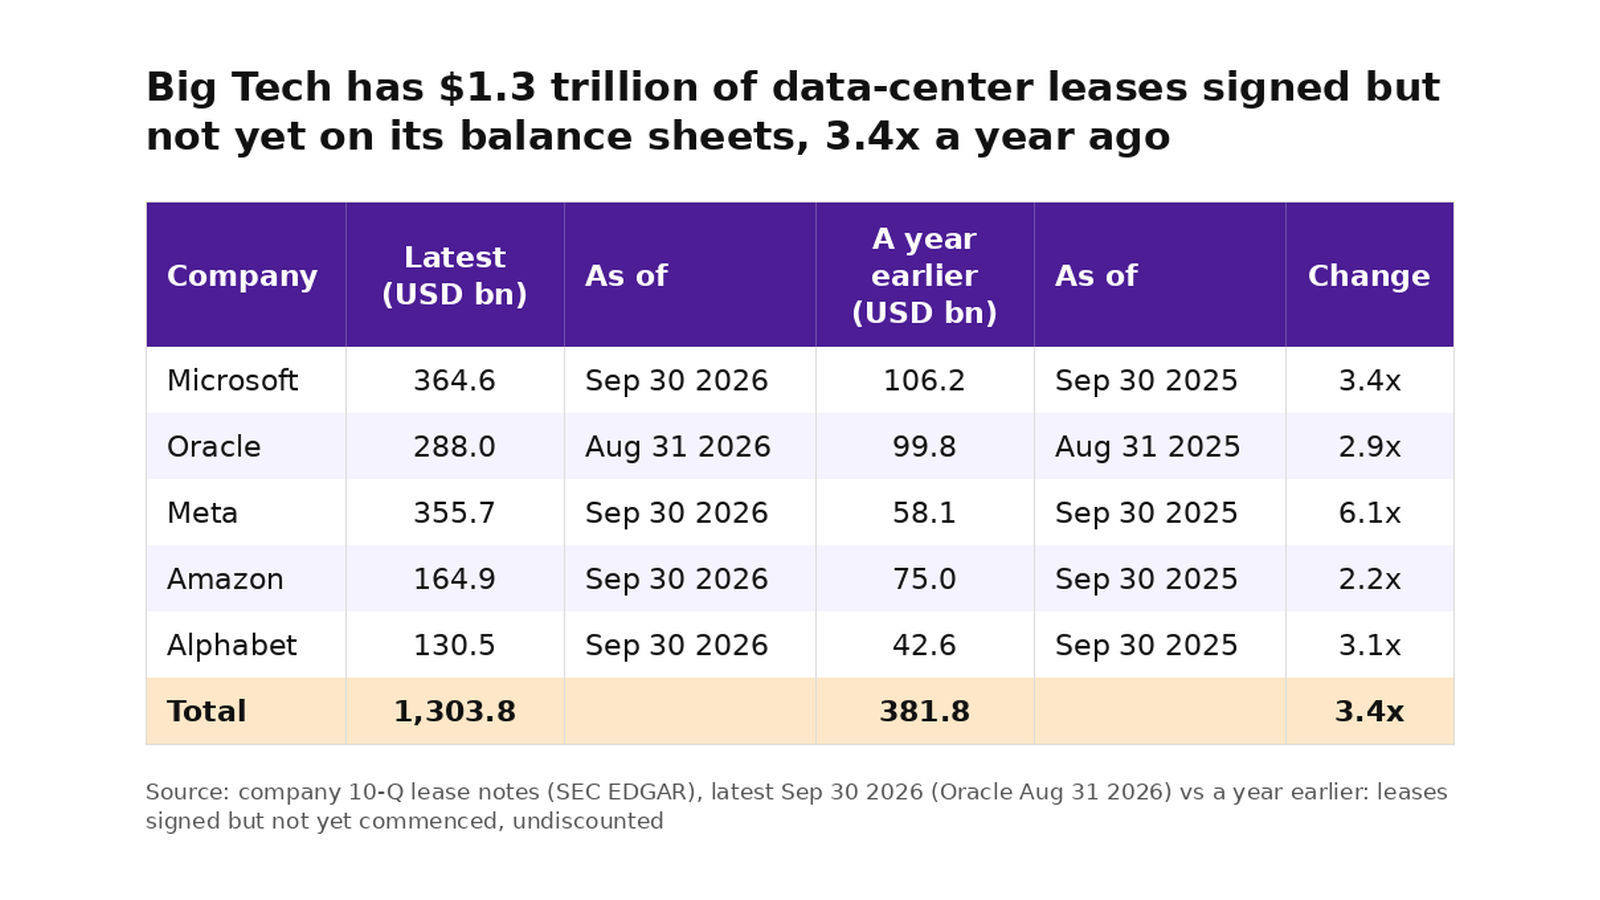 Big Tech has $1.3 trillion of data-center leases signed but
not yet on its balance sheets, 3.4x a year ago
Company
Latest
(USD bn)
As of
A year
earlier
(USD bn)
As of
Change
Microsoft 364.6 Sep 30 2026 106.2 Sep 30 2025 3.4x
Oracle 288.0 Aug 31 2026 99.8 Aug 31 2025 2.9x
Meta 355.7 Sep 30 2026 58.1 Sep 30 2025 6.1x
Amazon 164.9 Sep 30 2026 75.0 Sep 30 2025 2.2x
Alphabet 130.5 Sep 30 2026 42.6 Sep 30 2025 3.1x
Total 1,303.8 381.8 3.4x
Source: company 10-Q lease notes (SEC EDGAR), latest Sep 30 2026 (Oracle Aug 31 2026) vs a year earlier: leases
signed but not yet commenced, undiscounted